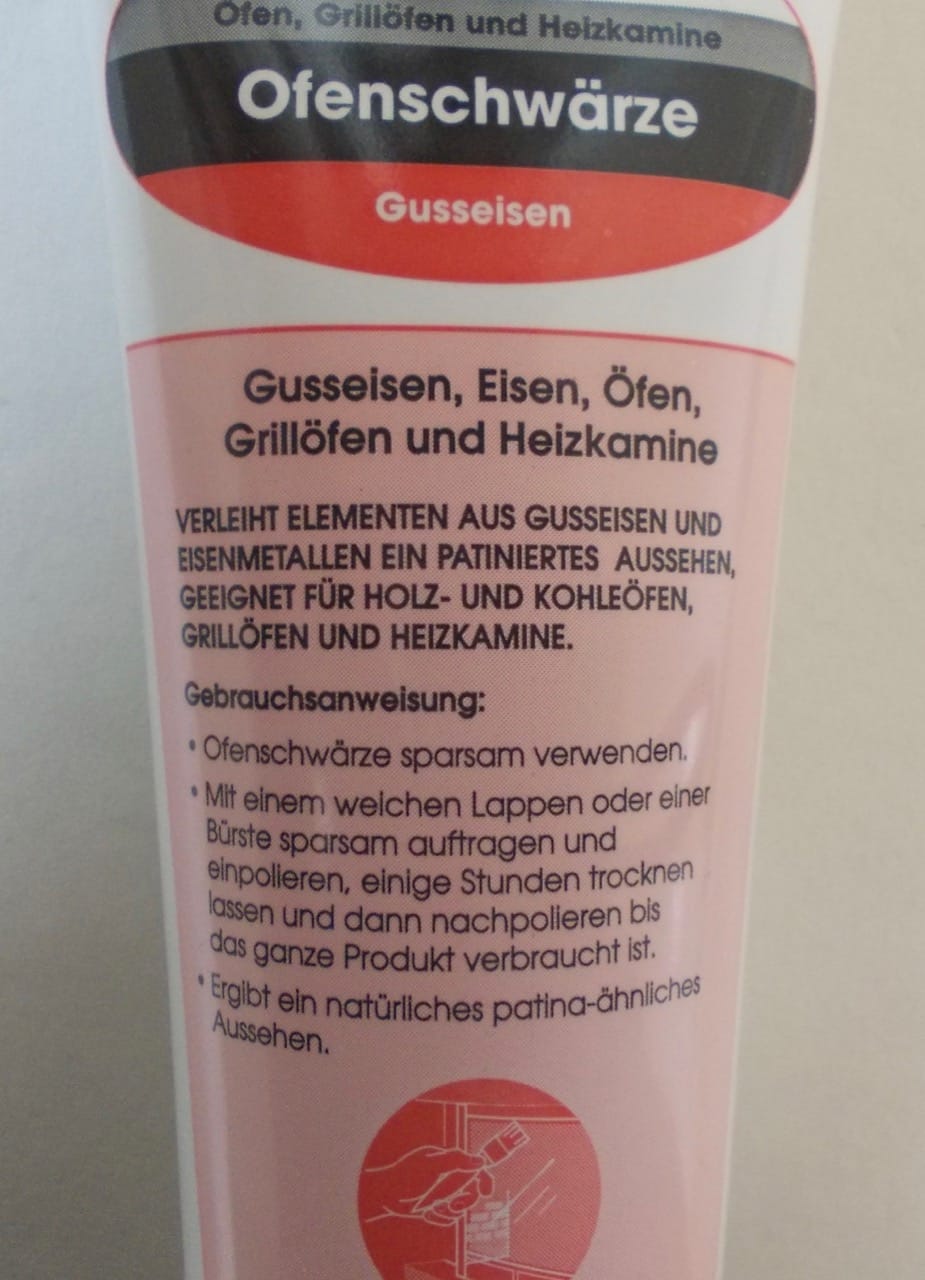 Öfen, Grillöfen und Heizkamine
Ofenschwärze
Gusseisen
Gusseisen, Eisen, Öfen,
Grillöfen und Heizkamine
VERLEIHT ELEMENTEN AUS GUSSEISEN UND
EISENMETALLEN EIN PATINIERTES AUSSEHEN,
GEEIGNET FÜR HOLZ- UND KOHLEÖFEN,
GRILLÖFEN UND HEIZKAMINE.
Gebrauchsanweisung:
• Ofenschwärze sparsam verwenden.
• Mit einem weichen Lappen oder einer
Bürste sparsam auftragen und
einpolieren, einige Stunden trocknen
lassen und dann nachpolieren bis
das ganze Produkt verbraucht ist.
• Ergibt ein natürliches patina-ähnliches
Aussehen.